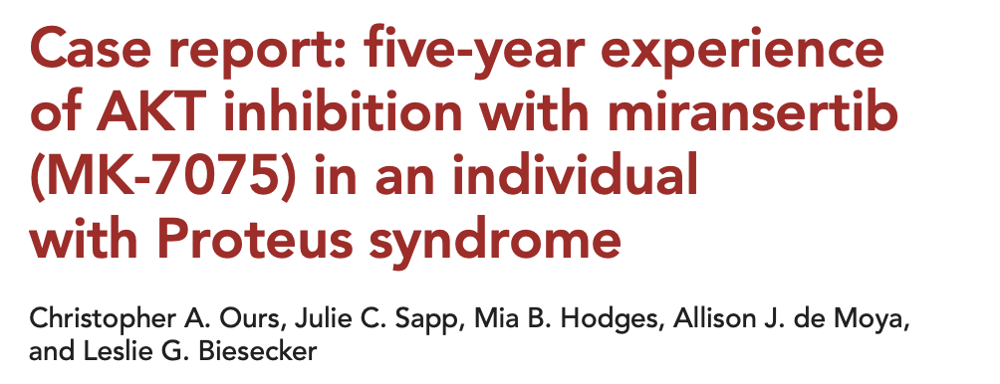 Case report: five-year experience
of AKT inhibition with miransertib
(MK-7075) in an individual
with Proteus syndrome
Christopher A. Ours, Julie C. Sapp, Mia B. Hodges, Allison J. de Moya,
and Leslie G. Biesecker